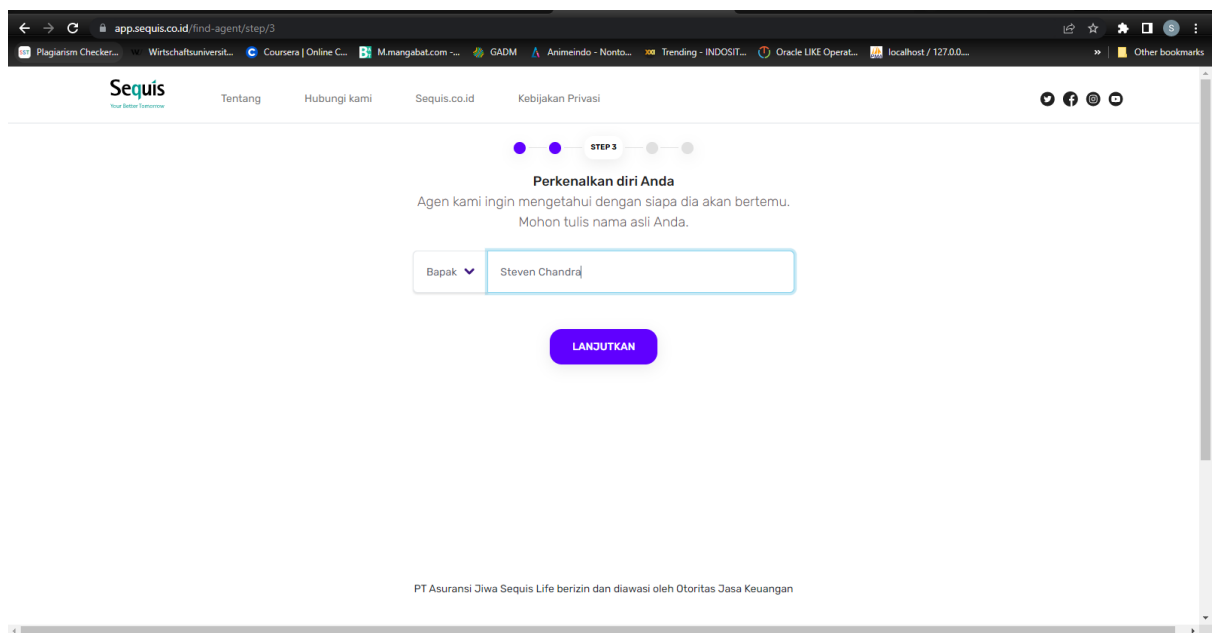 app.sequis.co.id/find-agent/step/3
S
SST Plagiarism Checker... W Wirtschaftsuniversit... C Coursera | Online C... M.mangabat.com -... GADM Animeindo - Nonto... Trending - INDOSIT... Oracle LIKE Operat... localhost / 127.0.0.... » Other bookmarks
Sequis
Your Better Tomorrow
Tentang Hubungi kami Sequis.co.id Kebijakan Privasi
STEP 3
Perkenalkan diri Anda
Agen kami ingin mengetahui dengan siapa dia akan bertemu.
Mohon tulis nama asli Anda.
Bapak Steven Chandra
LANJUTKAN
PT Asuransi Jiwa Sequis Life berizin dan diawasi oleh Otoritas Jasa Keuangan